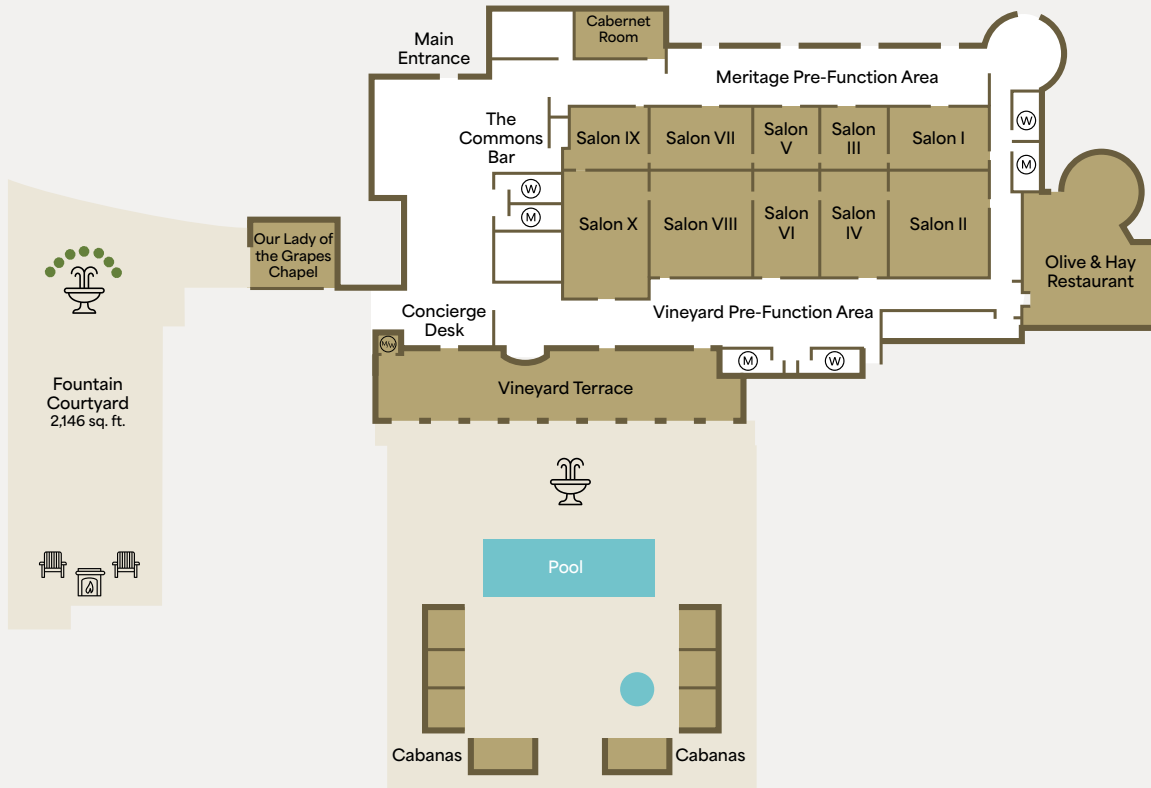 Cabernet
Room
Main
Entrance
Meritage Pre-Function Area
The
Commons
Bar
Salon IX
Salon VII
Salon
V
Salon
III
Salon I
W
M
W
M
Salon X
Salon VIII
Salon
VI
Salon
IV
Salon II
Our Lady of
the Grapes
Chapel
Olive & Hay
Restaurant
Concierge
Desk
Vineyard Pre-Function Area
M/W
M
W
Vineyard Terrace
Fountain
Courtyard
2,146 sq. ft.
Pool
Cabanas
Cabanas